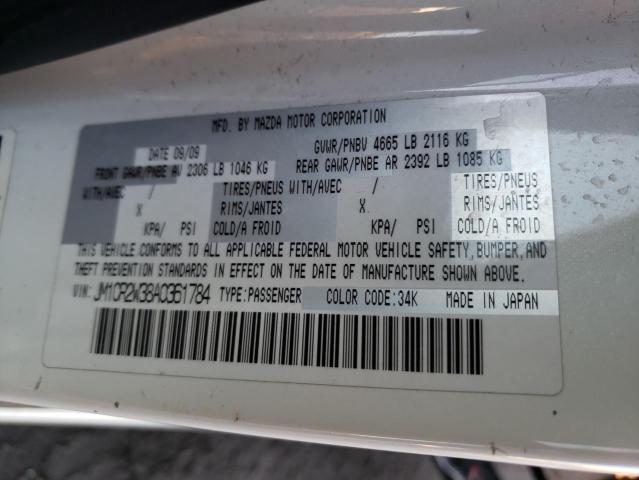 MFD. BY MAZDA MOTOR CORPORATION
DATE 09/09 GVWR/PNBV 4665 LB 2116 KG
FRONT GAWR/PNBE AV 2306 LB 1046 KG REAR GAWR/PNBE AR 2392 LB 1085 KG
WITH/AVEC / TIRES/PNEUS WITH/AVEC / TIRES/PNEUS
X RIMS/JANTES X RIMS/JANTES
KPA/ PSI COLD/A FROID KPA/ PSI COLD/A FROID
THIS VEHICLE CONFORMS TO ALL APPLICABLE FEDERAL MOTOR VEHICLE SAFETY, BUMPER, AND
THEFT PREVENTION STANDARDS IN EFFECT ON THE DATE OF MANUFACTURE SHOWN ABOVE.
VIN: JM1CR2W38A0361784 TYPE:PASSENGER COLOR CODE:34K MADE IN JAPAN